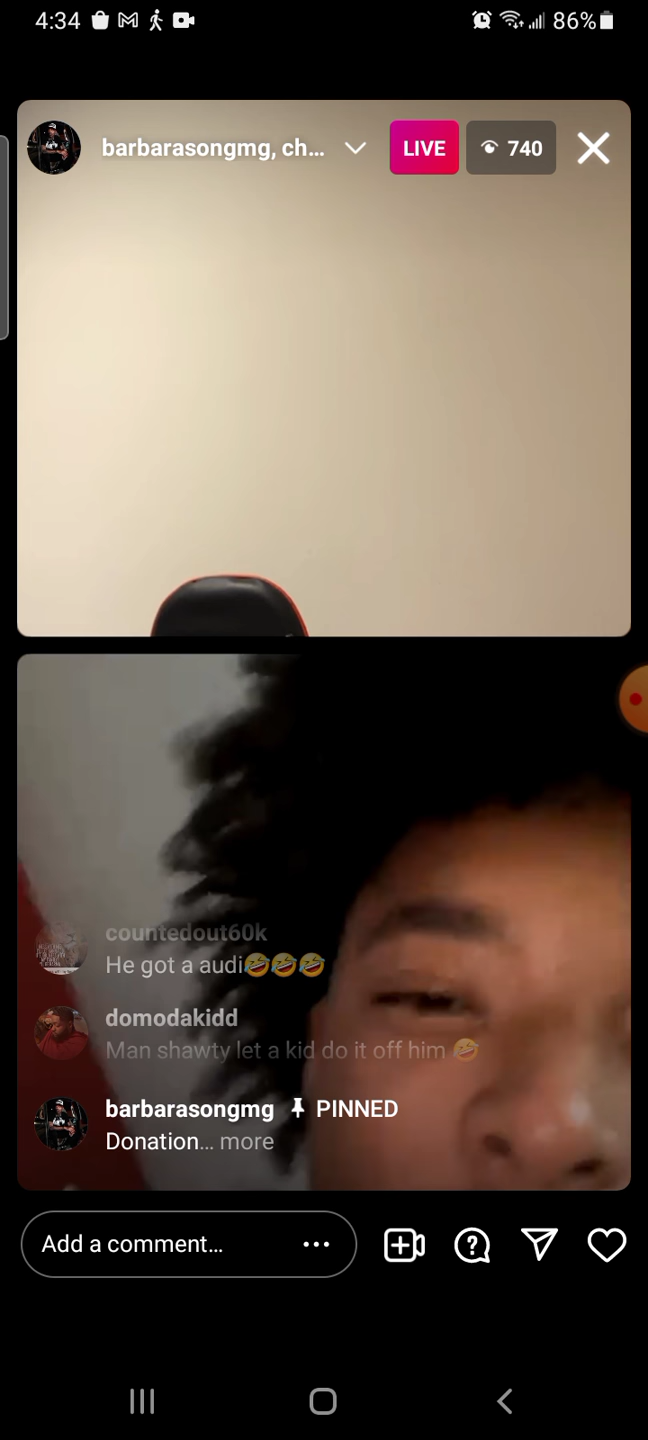 4:34
86%
barbarasongmg, ch...
LIVE
740
countedout60k
He got a audi🤣🤣🤣
domodakidd
Man shawty let a kid do it off him 🤣
barbarasongmg PINNED
Donation... more
Add a comment...